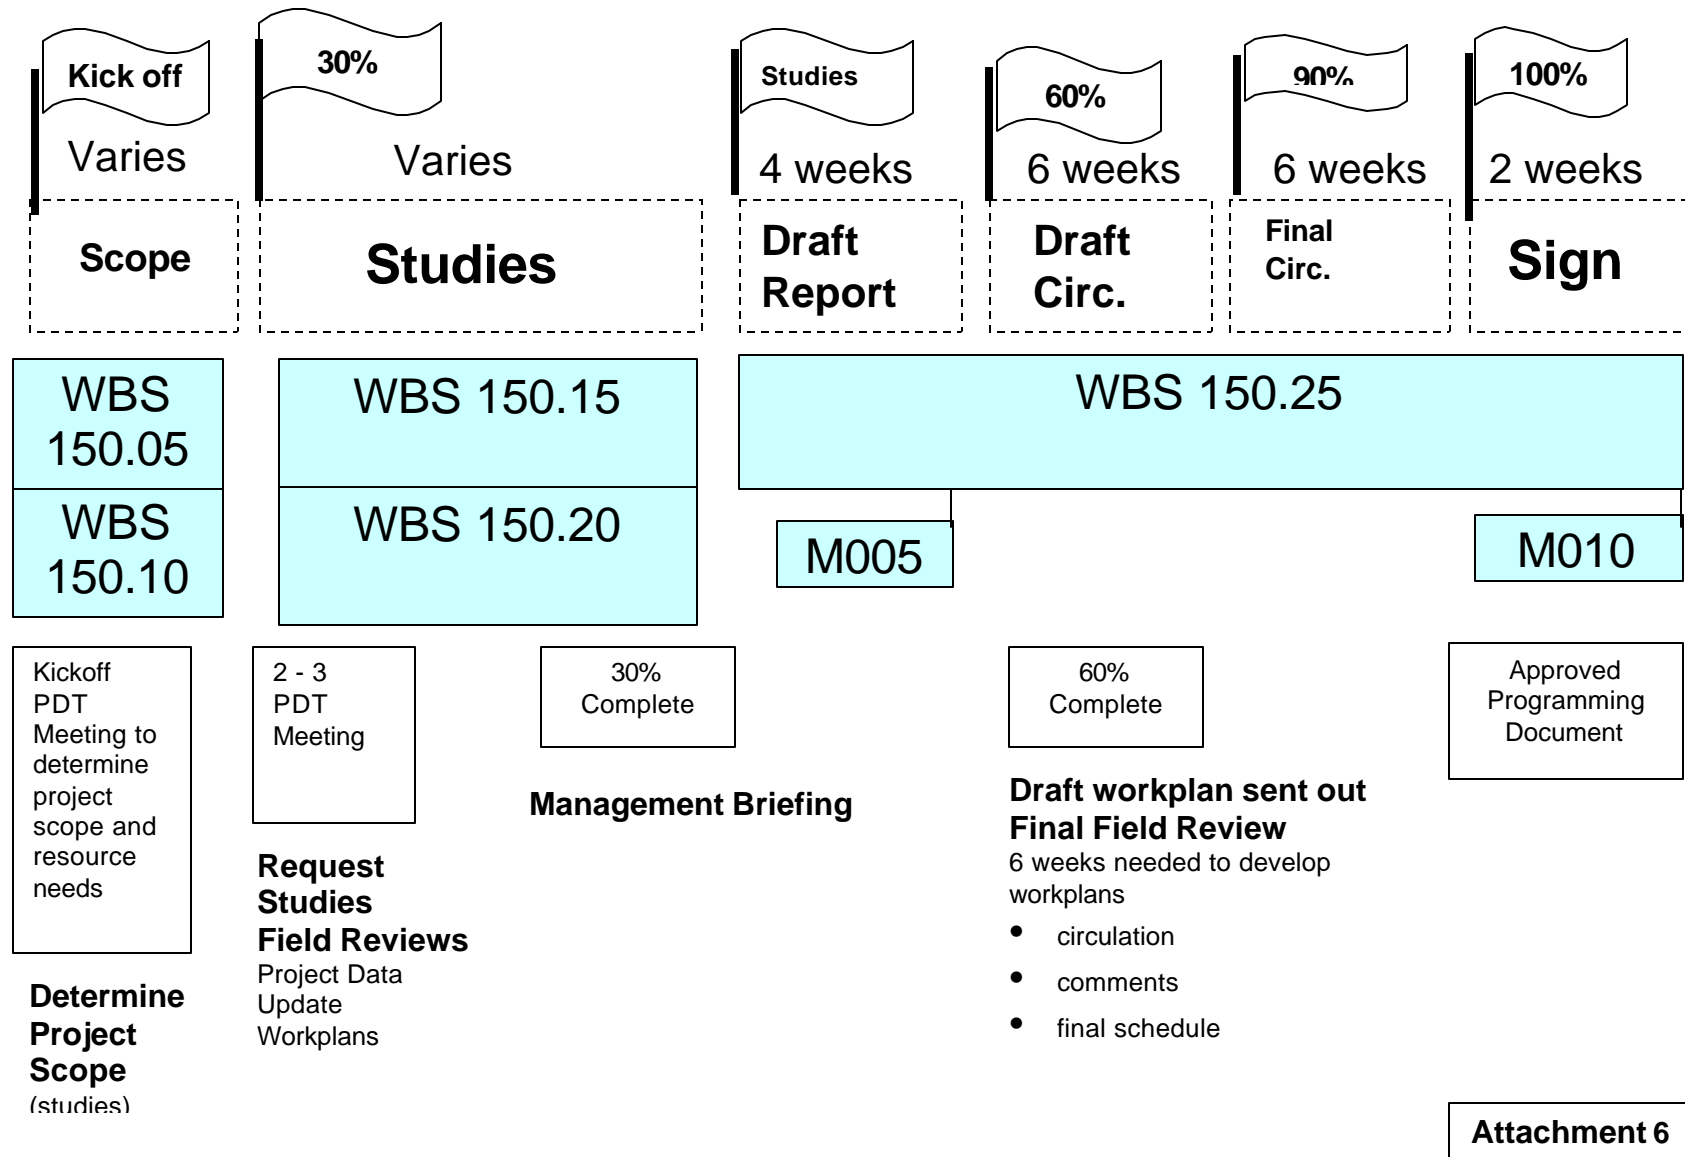 Kick off
30%
Studies
60%
90%
100%
Varies
Varies
4 weeks
6 weeks
6 weeks
2 weeks
Scope
Studies
Draft
Report
Draft
Circ.
Final
Circ.
Sign
WBS
150.05
WBS 150.15
WBS 150.25
WBS
150.10
WBS 150.20
M005
M010
Kickoff
PDT
Meeting to
determine
project
scope and
resource
needs
Determine
Project
Scope
(studies)
2 - 3
PDT
Meeting
Request
Studies
Field Reviews
Project Data
Update
Workplans
30%
Complete
Management Briefing
60%
Complete
Draft workplan sent out
Final Field Review
6 weeks needed to develop
workplans
• circulation
• comments
• final schedule
Approved
Programming
Document
Attachment 6